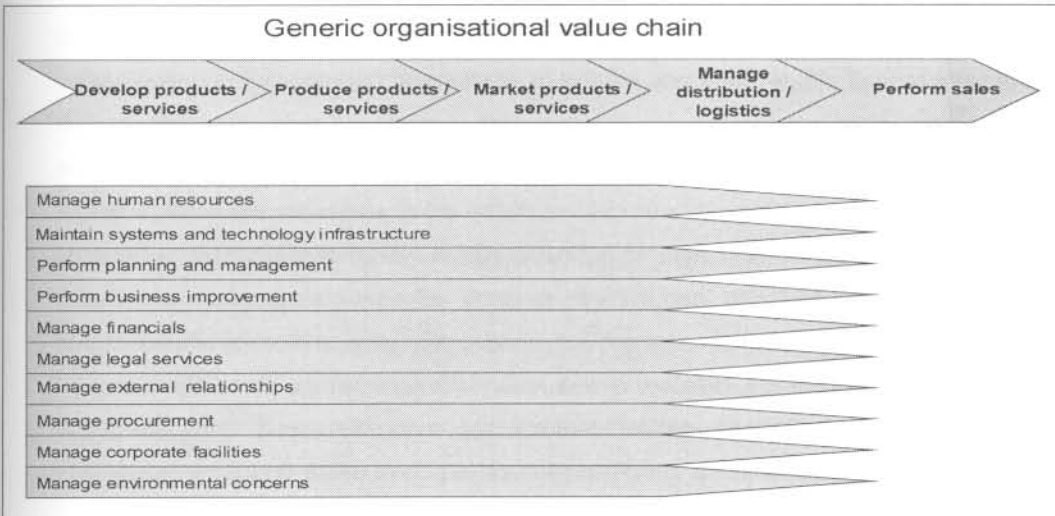 Generic organisational value chain
Develop products /
services
Produce products /
services
Market products /
services
Manage
distribution /
logistics
Perform sales
Manage human resources
Maintain systems and technology infrastructure
Perform planning and management
Perform business improvement
Manage financials
Manage legal services
Manage external relationships
Manage procurement
Manage corporate facilities
Manage environmental concerns